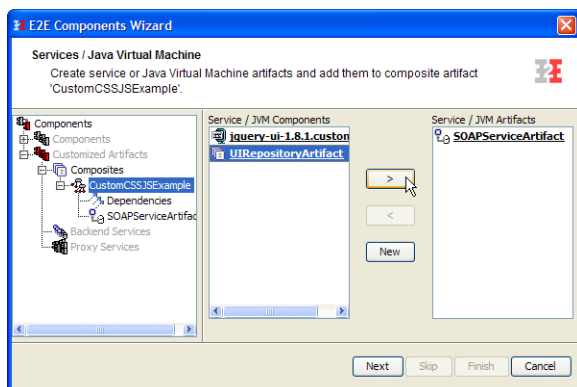 E2E Components Wizard
Services / Java Virtual Machine
Create service or Java Virtual Machine artifacts and add them to composite artifact
'CustomCSSJSExample'.
E2E
Components
Components
Customized Artifacts
Composites
CustomCSSJSExample
Dependencies
SOAPServiceArtifac
Backend Services
Proxy Services
Service / JVM Components
jquery-ui-1.8.1.custom
UIRepositoryArtifact
>
<
New
Service / JVM Artifacts
SOAPServiceArtifact
Next
Skip
Finish
Cancel